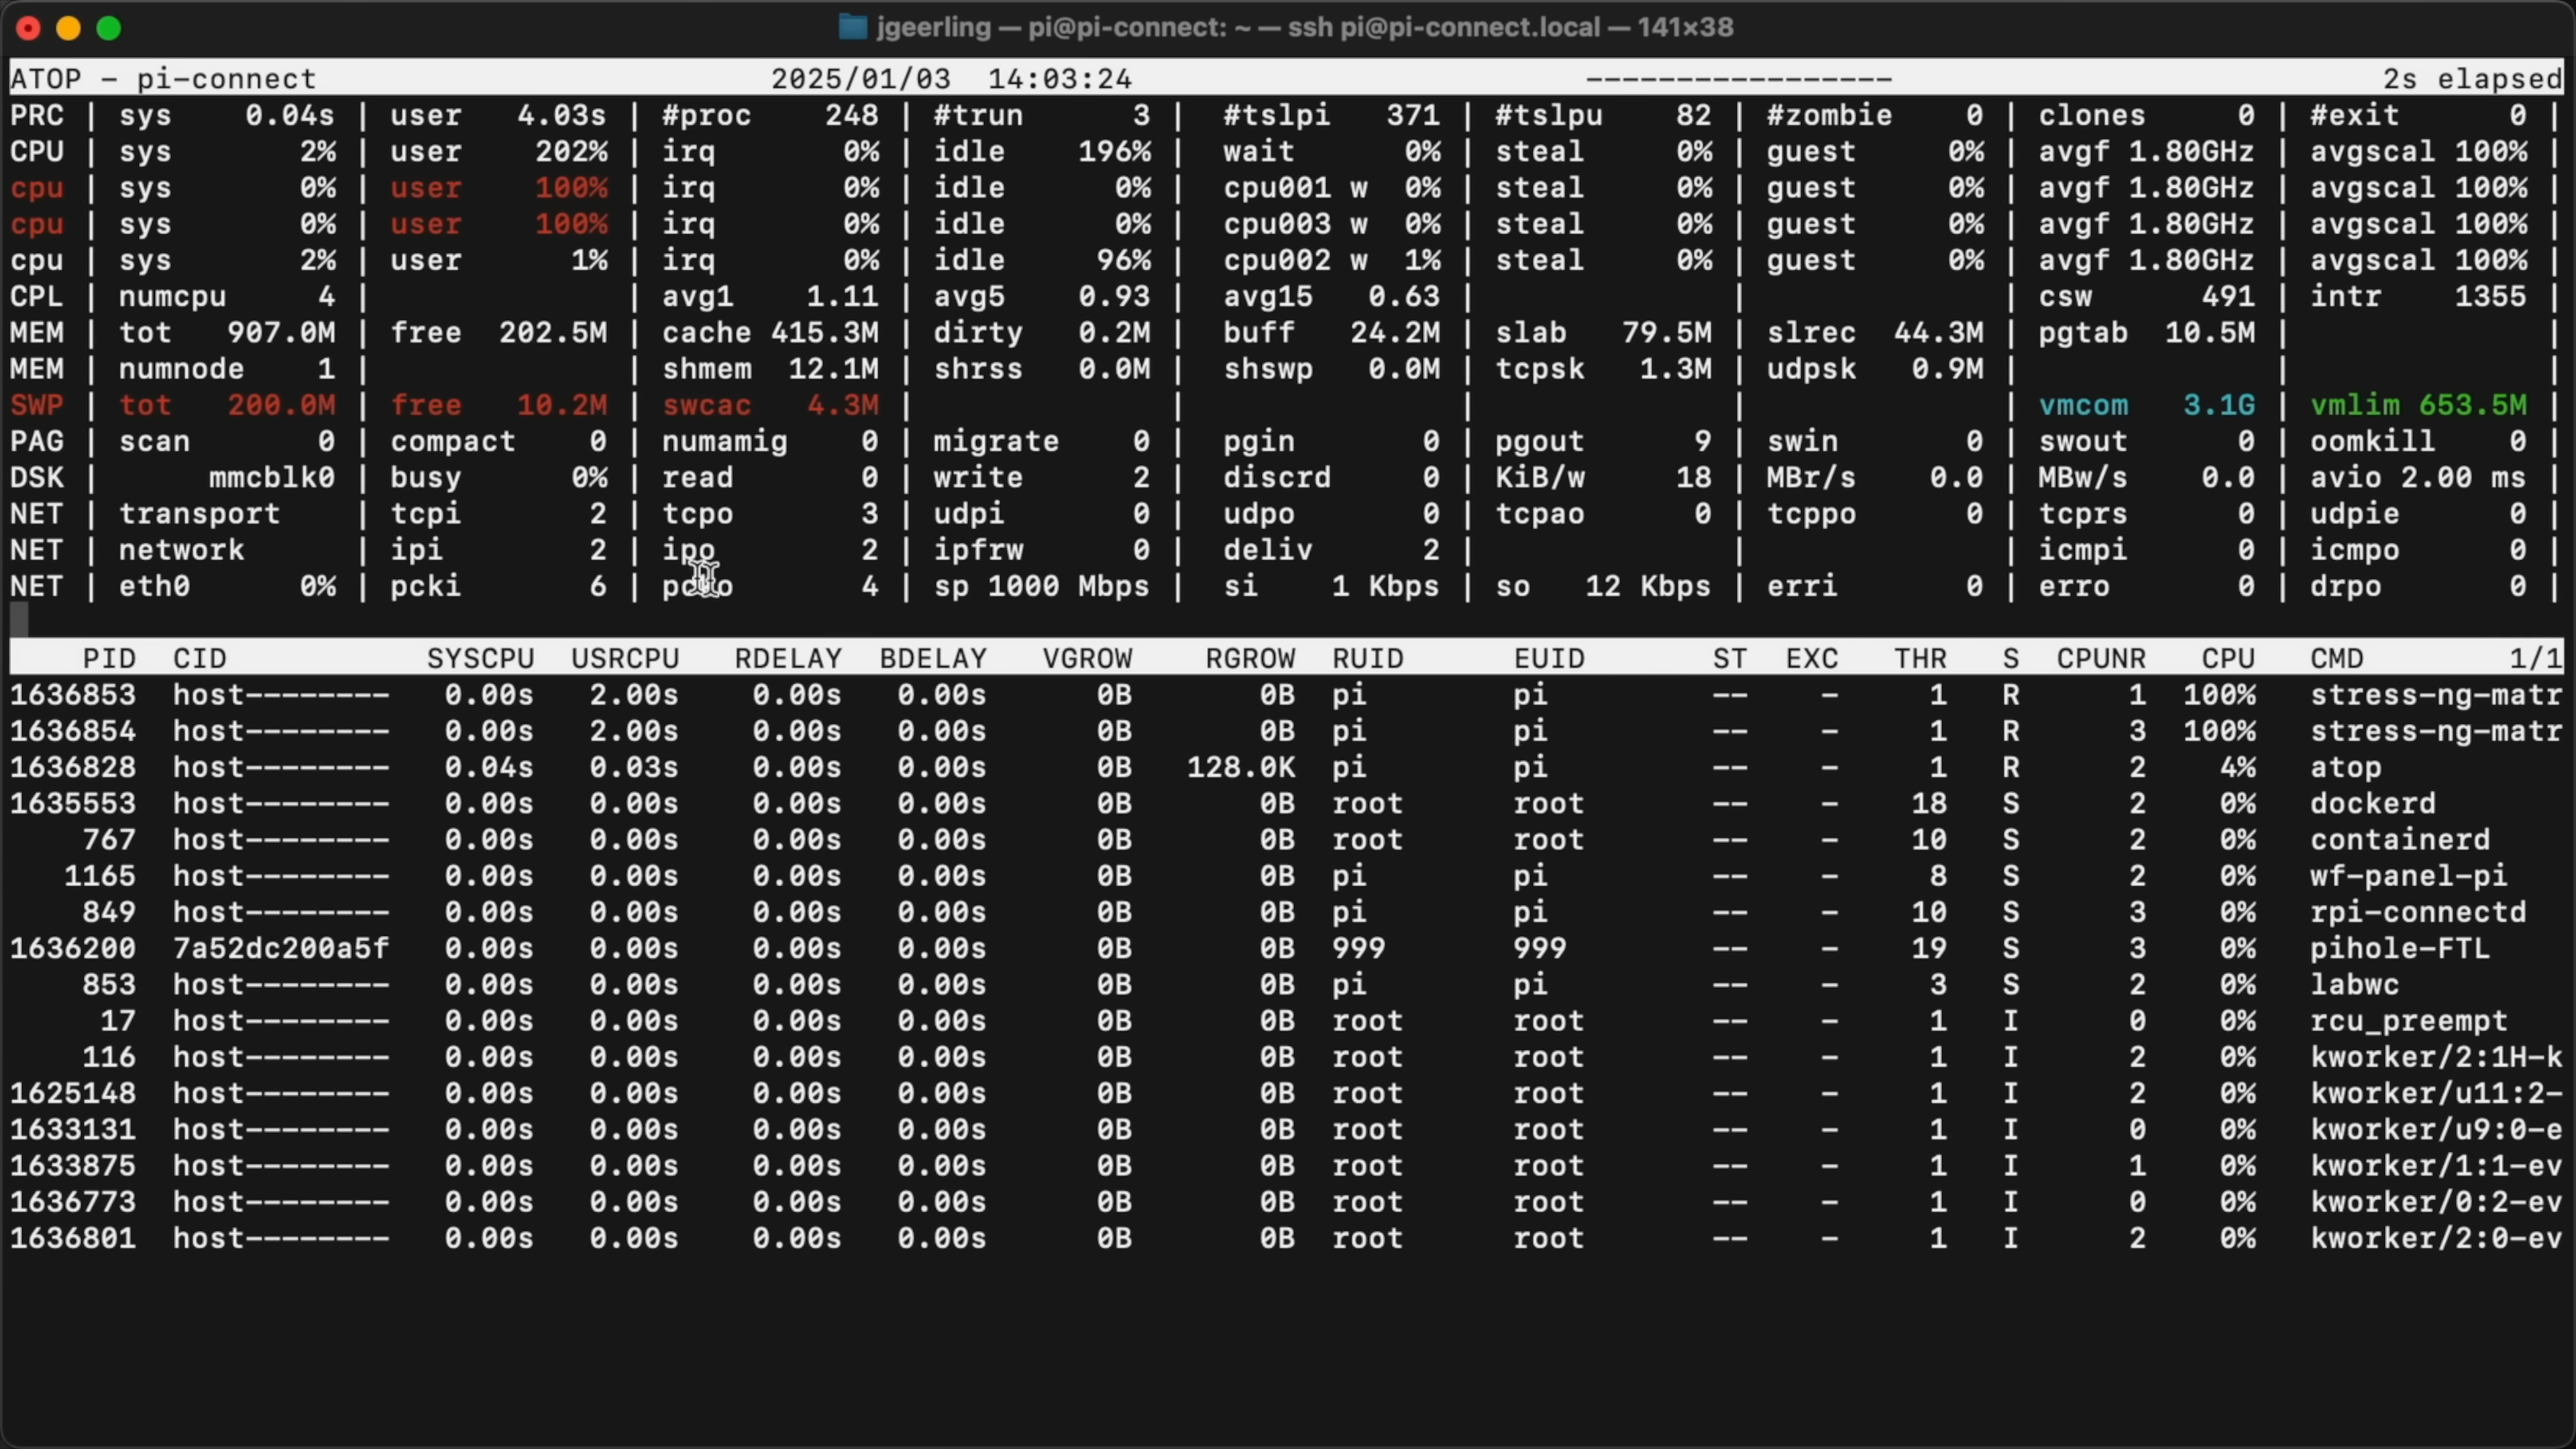 jgeerling — pi@pi-connect: ~ — ssh pi@pi-connect.local — 141×38
ATOP - pi-connect 2025/01/03 14:03:24 ----------------- 2s elapsed
PRC | sys 0.04s | user 4.03s | #proc 248 | #trun 3 | #tslpi 371 | #tslpu 82 | #zombie 0 | clones 0 | #exit 0 |
CPU | sys 2% | user 202% | irq 0% | idle 196% | wait 0% | steal 0% | guest 0% | avgf 1.80GHz | avgscal 100% |
cpu | sys 0% | user 100% | irq 0% | idle 0% | cpu001 w 0% | steal 0% | guest 0% | avgf 1.80GHz | avgscal 100% |
cpu | sys 0% | user 100% | irq 0% | idle 0% | cpu003 w 0% | steal 0% | guest 0% | avgf 1.80GHz | avgscal 100% |
cpu | sys 2% | user 1% | irq 0% | idle 96% | cpu002 w 1% | steal 0% | guest 0% | avgf 1.80GHz | avgscal 100% |
CPL | numcpu 4 | | avg1 1.11 | avg5 0.93 | avg15 0.63 | | | csw 491 | intr 1355 |
MEM | tot 907.0M | free 202.5M | cache 415.3M | dirty 0.2M | buff 24.2M | slab 79.5M | slrec 44.3M | pgtab 10.5M | |
MEM | numnode 1 | | shmem 12.1M | shrss 0.0M | shswp 0.0M | tcpsk 1.3M | udpsk 0.9M | | |
SWP | tot 200.0M | free 10.2M | swcac 4.3M | | | | | vmcom 3.1G | vmlim 653.5M |
PAG | scan 0 | compact 0 | numamig 0 | migrate 0 | pgin 0 | pgout 9 | swin 0 | swout 0 | oomkill 0 |
DSK | mmcblk0 | busy 0% | read 0 | write 2 | discrd 0 | KiB/w 18 | MBr/s 0.0 | MBw/s 0.0 | avio 2.00 ms |
NET | transport | tcpi 2 | tcpo 3 | udpi 0 | udpo 0 | tcpao 0 | tcppo 0 | tcprs 0 | udpie 0 |
NET | network | ipi 2 | ipo 2 | ipfrw 0 | deliv 2 | | | icmpi 0 | icmpo 0 |
NET | eth0 0% | pcki 6 | 4 | sp 1000 Mbps | si 1 Kbps | so 12 Kbps | erri 0 | erro 0 | drpo 0 |
PID CID SYSCPU USRCPU RDELAY BDELAY VGROW RGROW RUID EUID ST EXC THR S CPUNR CPU CMD 1/1
1636853 host-------- 0.00s 2.00s 0.00s 0.00s 0B 0B pi pi -- - 1 R 1 100% stress-ng-matr
1636854 host-------- 0.00s 2.00s 0.00s 0.00s 0B 0B pi pi -- - 1 R 3 100% stress-ng-matr
1636828 host-------- 0.04s 0.03s 0.00s 0.00s 0B 128.0K pi pi -- - 1 R 2 4% atop
1635553 host-------- 0.00s 0.00s 0.00s 0.00s 0B 0B root root -- - 18 S 2 0% dockerd
767 host-------- 0.00s 0.00s 0.00s 0.00s 0B 0B root root -- - 10 S 2 0% containerd
1165 host-------- 0.00s 0.00s 0.00s 0.00s 0B 0B pi pi -- - 8 S 2 0% wf-panel-pi
849 host-------- 0.00s 0.00s 0.00s 0.00s 0B 0B pi pi -- - 10 S 3 0% rpi-connectd
1636200 7a52dc200a5f 0.00s 0.00s 0.00s 0.00s 0B 0B 999 999 -- - 19 S 3 0% pihole-FTL
853 host-------- 0.00s 0.00s 0.00s 0.00s 0B 0B pi pi -- - 3 S 2 0% labwc
17 host-------- 0.00s 0.00s 0.00s 0.00s 0B 0B root root -- - 1 I 0 0% rcu_preempt
116 host-------- 0.00s 0.00s 0.00s 0.00s 0B 0B root root -- - 1 I 2 0% kworker/2:1H-k
1625148 host-------- 0.00s 0.00s 0.00s 0.00s 0B 0B root root -- - 1 I 2 0% kworker/u11:2-
1633131 host-------- 0.00s 0.00s 0.00s 0.00s 0B 0B root root -- - 1 I 0 0% kworker/u9:0-e
1633875 host-------- 0.00s 0.00s 0.00s 0.00s 0B 0B root root -- - 1 I 1 0% kworker/1:1-ev
1636773 host-------- 0.00s 0.00s 0.00s 0.00s 0B 0B root root -- - 1 I 0 0% kworker/0:2-ev
1636801 host-------- 0.00s 0.00s 0.00s 0.00s 0B 0B root root -- - 1 I 2 0% kworker/2:0-ev